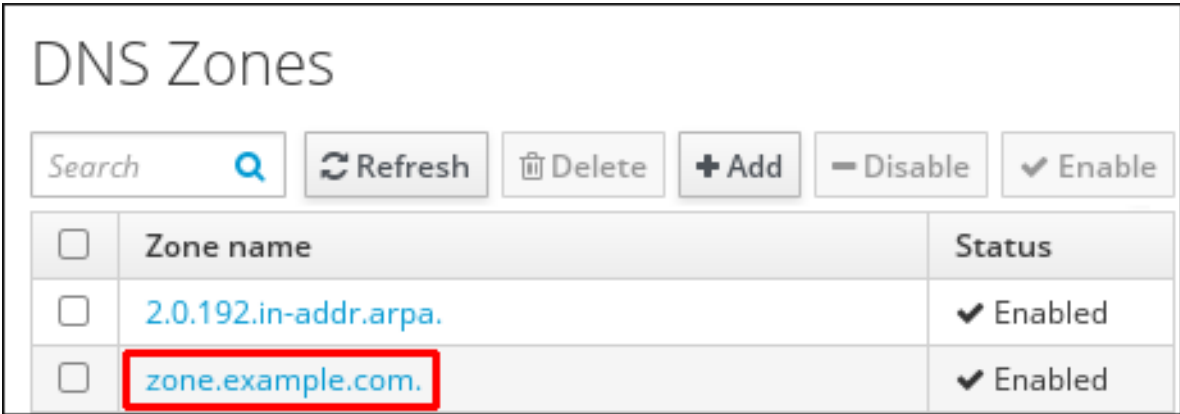 DNS Zones
Search Refresh Delete Add Disable Enable
Zone name Status
2.0.192.in-addr.arpa. Enabled
zone.example.com. Enabled